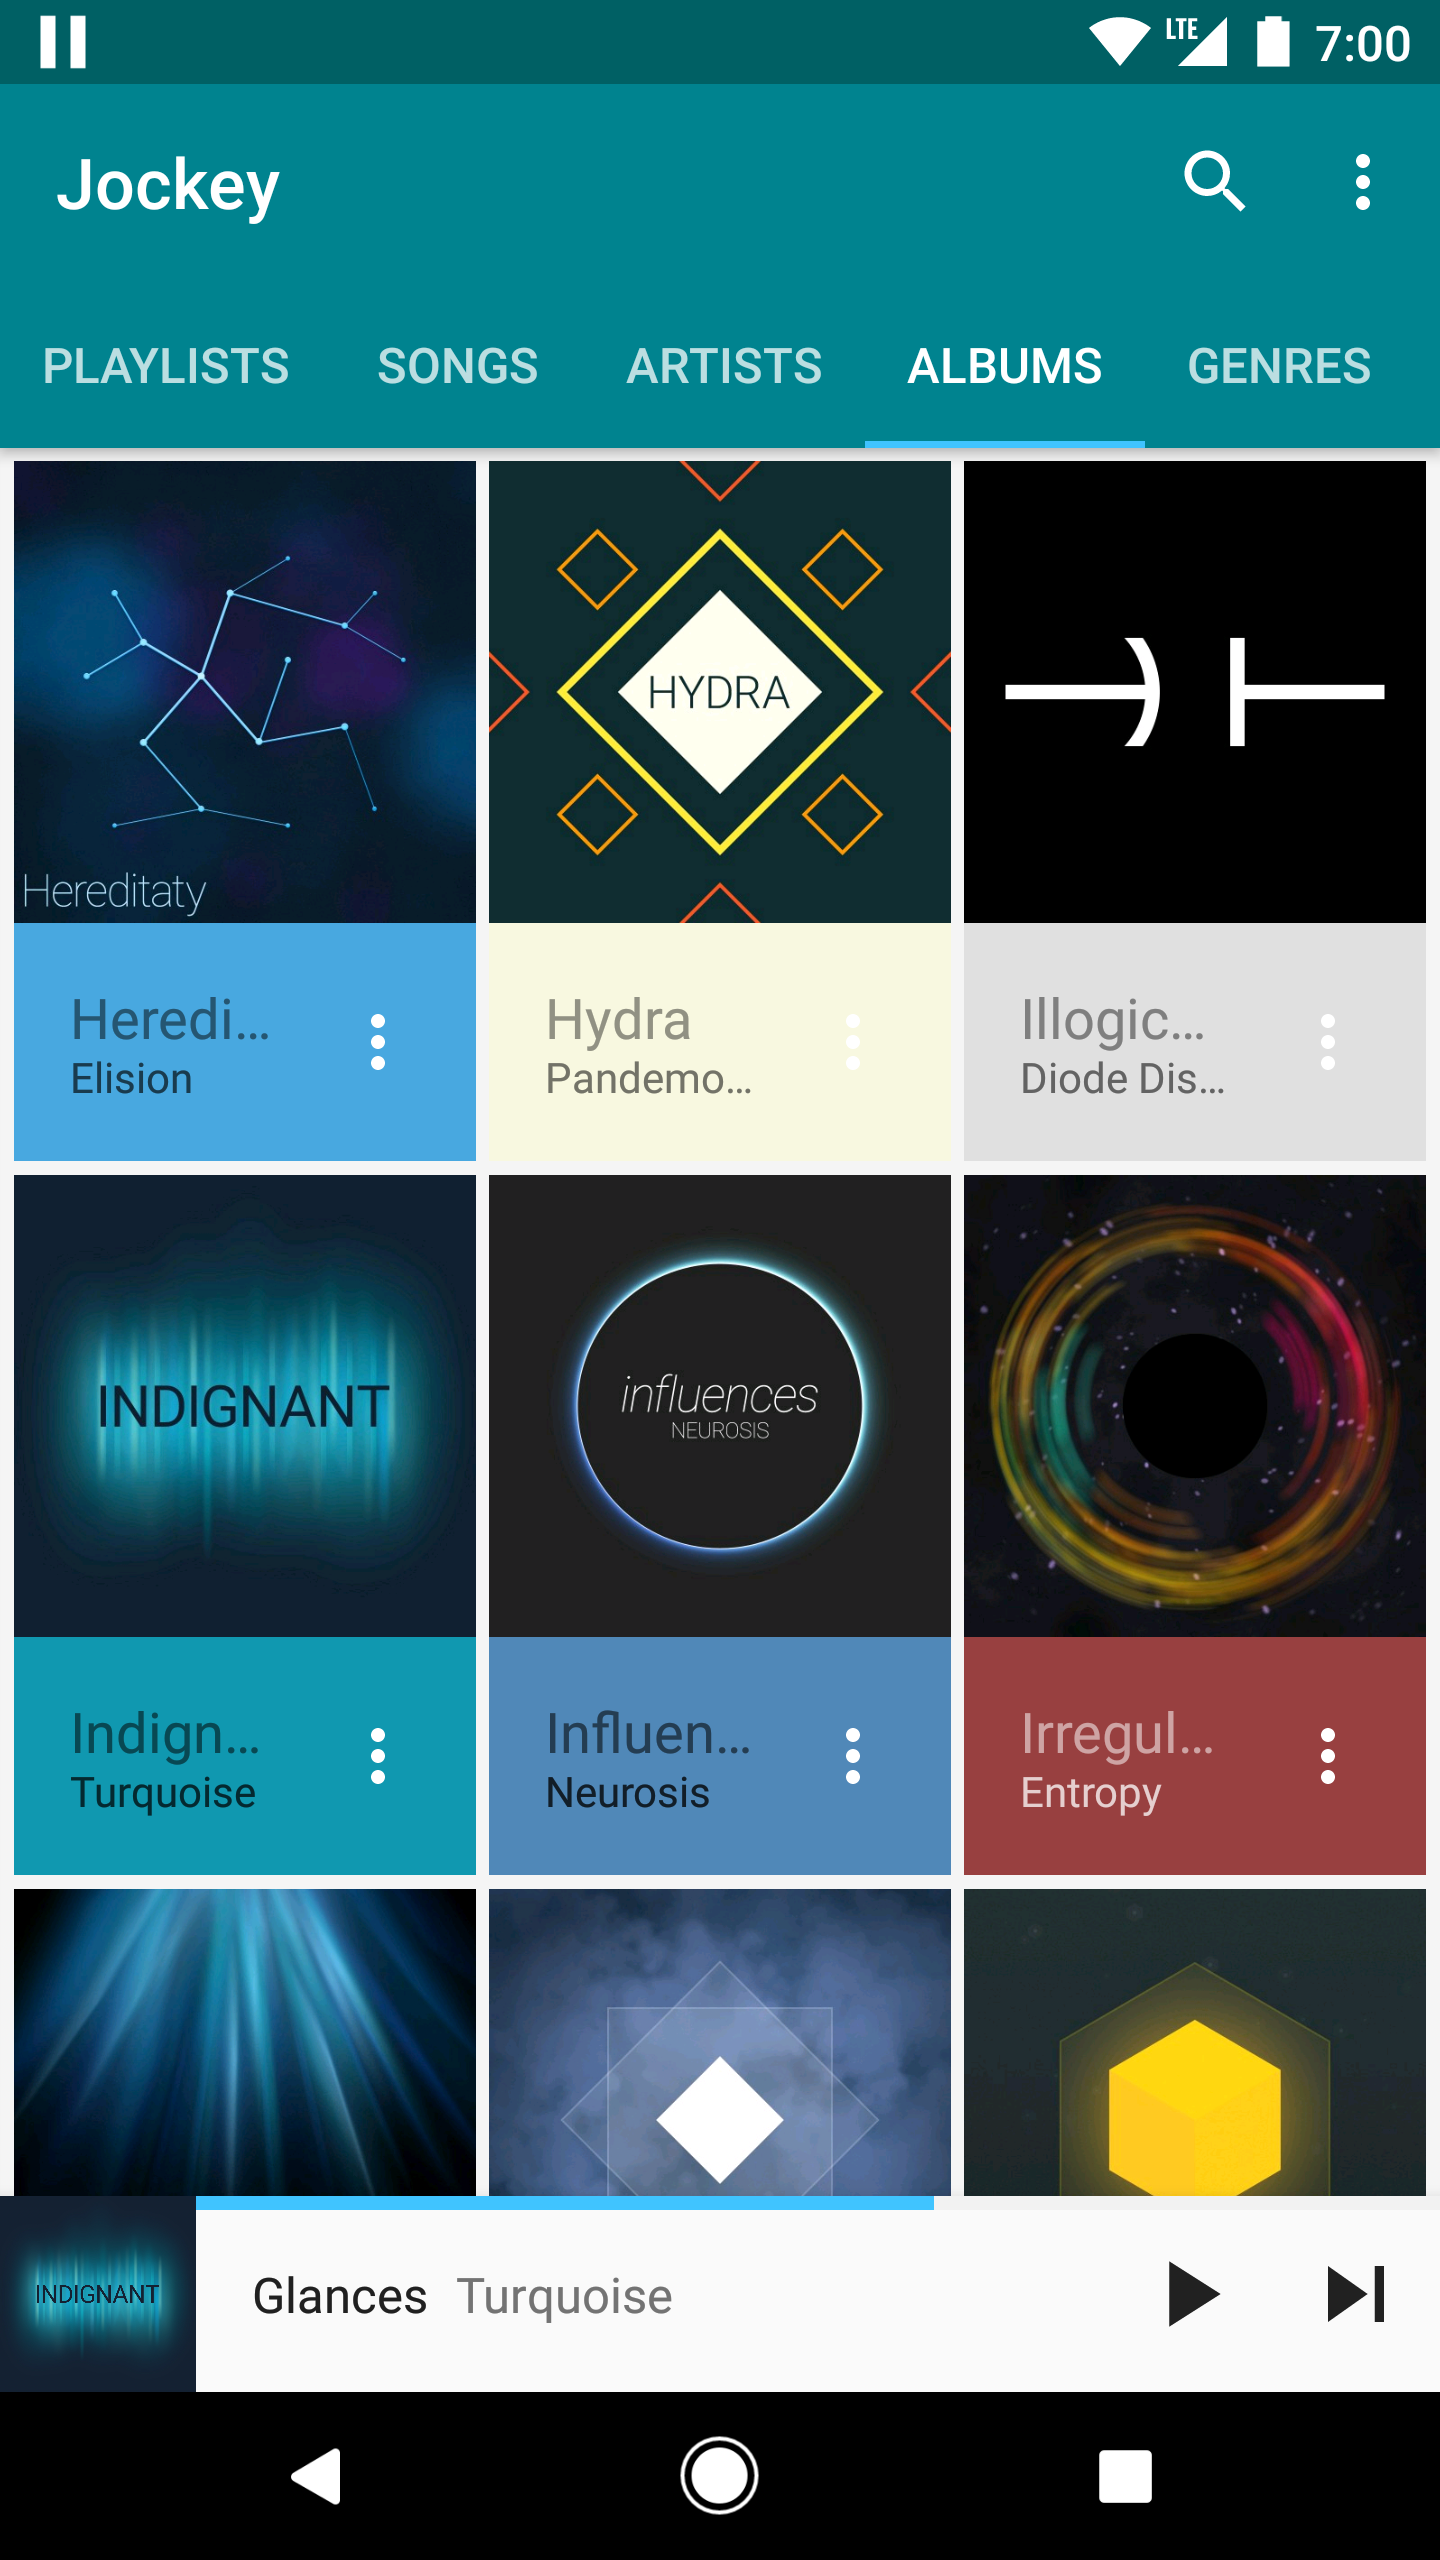 LTE 7:00
Jockey
PLAYLISTS SONGS ARTISTS ALBUMS GENRES
Hereditaty
HYDRA
Heredi...
Elision
Hydra
Pandemo...
Illogic...
Diode Dis...
INDIGNANT
influences
NEUROSIS
Indign...
Turquoise
Influen...
Neurosis
Irregul...
Entropy
INDIGNANT
Glances Turquoise